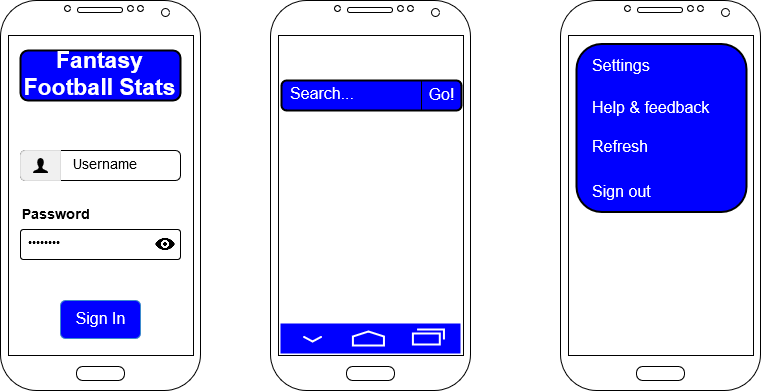 Fantasy
Football Stats
Username
Password
Sign In
Search...
Go!
Settings
Help & feedback
Refresh
Sign out